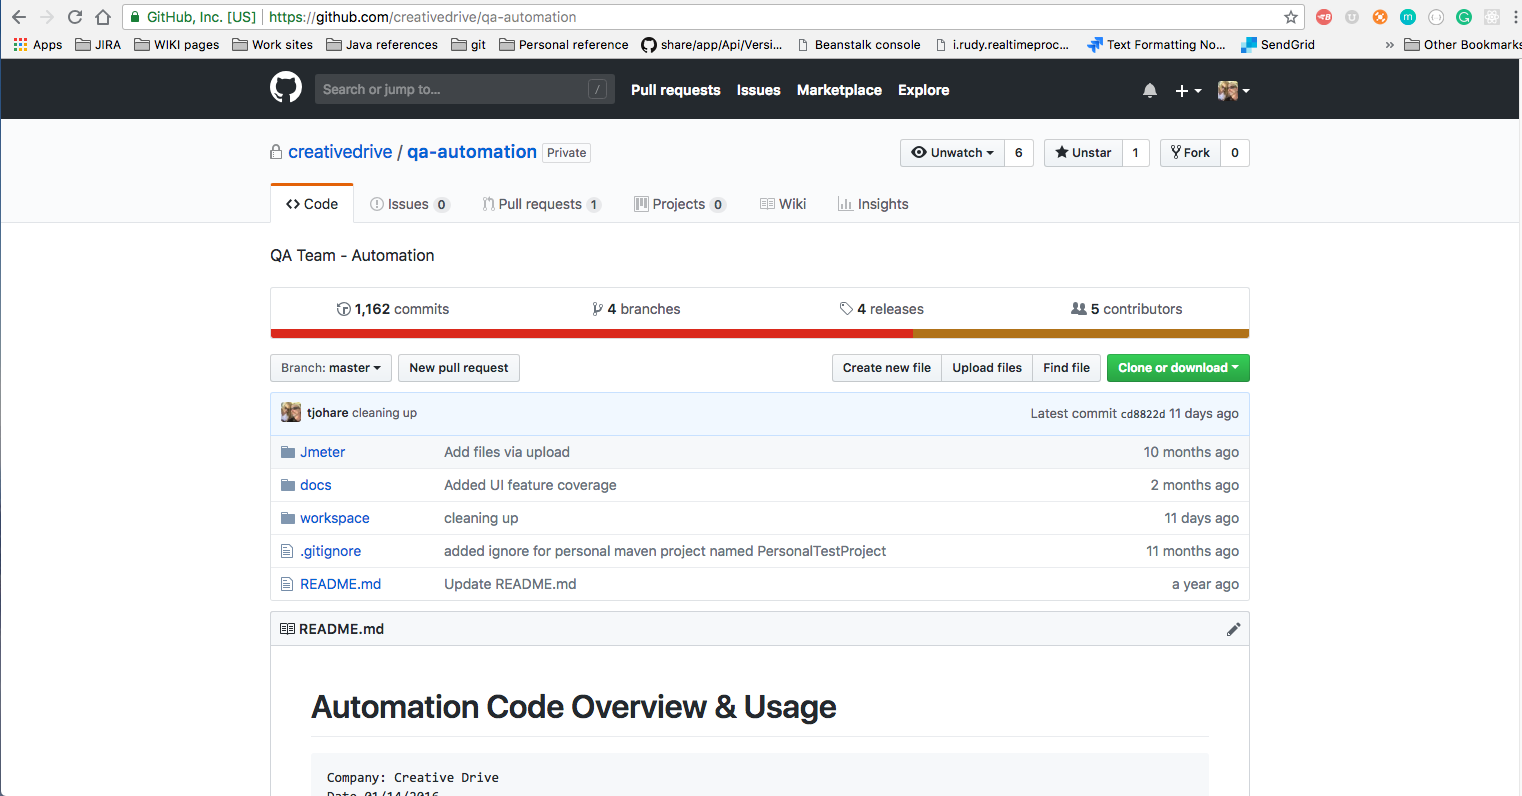 GitHub, Inc. [US] https://github.com/creativedrive/qa-automation
Apps JIRA WIKI pages Work sites Java references git Personal reference share/app/Api/Versi... Beanstalk console i.rudy.realtimeproc... Text Formatting No... SendGrid » Other Bookmarks
Search or jump to... / Pull requests Issues Marketplace Explore
creativedrive / qa-automation Private Unwatch 6 Unstar 1 Fork 0
Code Issues 0 Pull requests 1 Projects 0 Wiki Insights
QA Team - Automation
1,162 commits 4 branches 4 releases 5 contributors
Branch: master New pull request Create new file Upload files Find file Clone or download
tjohare cleaning up Latest commit cd8822d 11 days ago
Jmeter Add files via upload 10 months ago
docs Added UI feature coverage 2 months ago
workspace cleaning up 11 days ago
.gitignore added ignore for personal maven project named PersonalTestProject 11 months ago
README.md Update README.md a year ago
README.md
Automation Code Overview & Usage
Company: Creative Drive
Date 01/14/2016